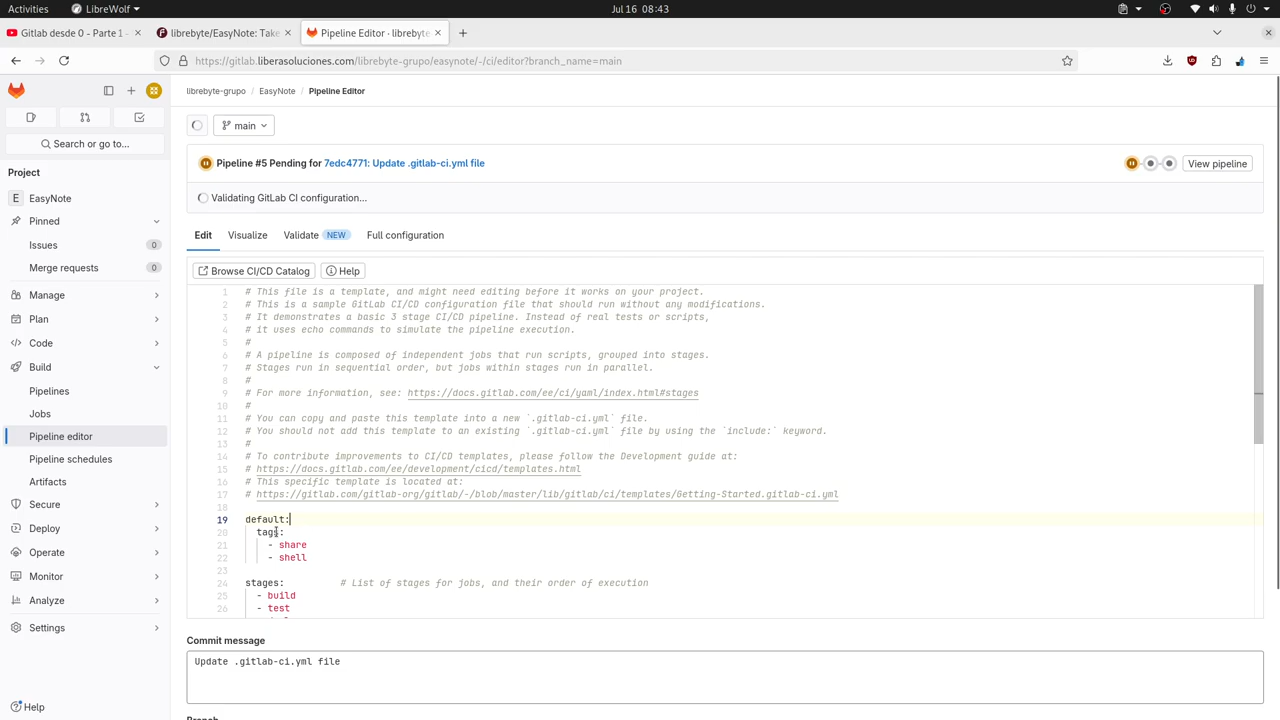 Activities
LibreWolf
Jul 16 08:43
Gitlab desde 0 - Parte 1 -
librebyte/EasyNote: Take
Pipeline Editor · librebyte
https://gitlab.liberasoluciones.com/librebyte-grupo/easynote/-/ci/editor?branch_name=main
librebyte-grupo
EasyNote
Pipeline Editor
Search or go to...
main
Pipeline #5 Pending for 7edc4771: Update .gitlab-ci.yml file
View pipeline
Validating GitLab CI configuration...
Project
E EasyNote
Pinned
Issues 0
Merge requests 0
Manage
Plan
Code
Build
Pipelines
Jobs
Pipeline editor
Pipeline schedules
Artifacts
Secure
Deploy
Operate
Monitor
Analyze
Settings
Help
Edit
Visualize
Validate NEW
Full configuration
Browse CI/CD Catalog
Help
1 # This file is a template, and might need editing before it works on your project.
2 # This is a sample GitLab CI/CD configuration file that should run without any modifications.
3 # It demonstrates a basic 3 stage CI/CD pipeline. Instead of real tests or scripts,
4 # it uses echo commands to simulate the pipeline execution.
5 #
6 # A pipeline is composed of independent jobs that run scripts, grouped into stages.
7 # Stages run in sequential order, but jobs within stages run in parallel.
8 #
9 # For more information, see: https://docs.gitlab.com/ee/ci/yaml/index.html#stages
10 #
11 # You can copy and paste this template into a new `.gitlab-ci.yml` file.
12 # You should not add this template to an existing `.gitlab-ci.yml` file by using the `include:` keyword.
13 #
14 # To contribute improvements to CI/CD templates, please follow the Development guide at:
15 # https://docs.gitlab.com/ee/development/cicd/templates.html
16 # This specific template is located at:
17 # https://gitlab.com/gitlab-org/gitlab/-/blob/master/lib/gitlab/ci/templates/Getting-Started.gitlab-ci.yml
18
19 default:
20 tags:
21 - share
22 - shell
23
24 stages: # List of stages for jobs, and their order of execution
25 - build
26 - test
Commit message
Update .gitlab-ci.yml file